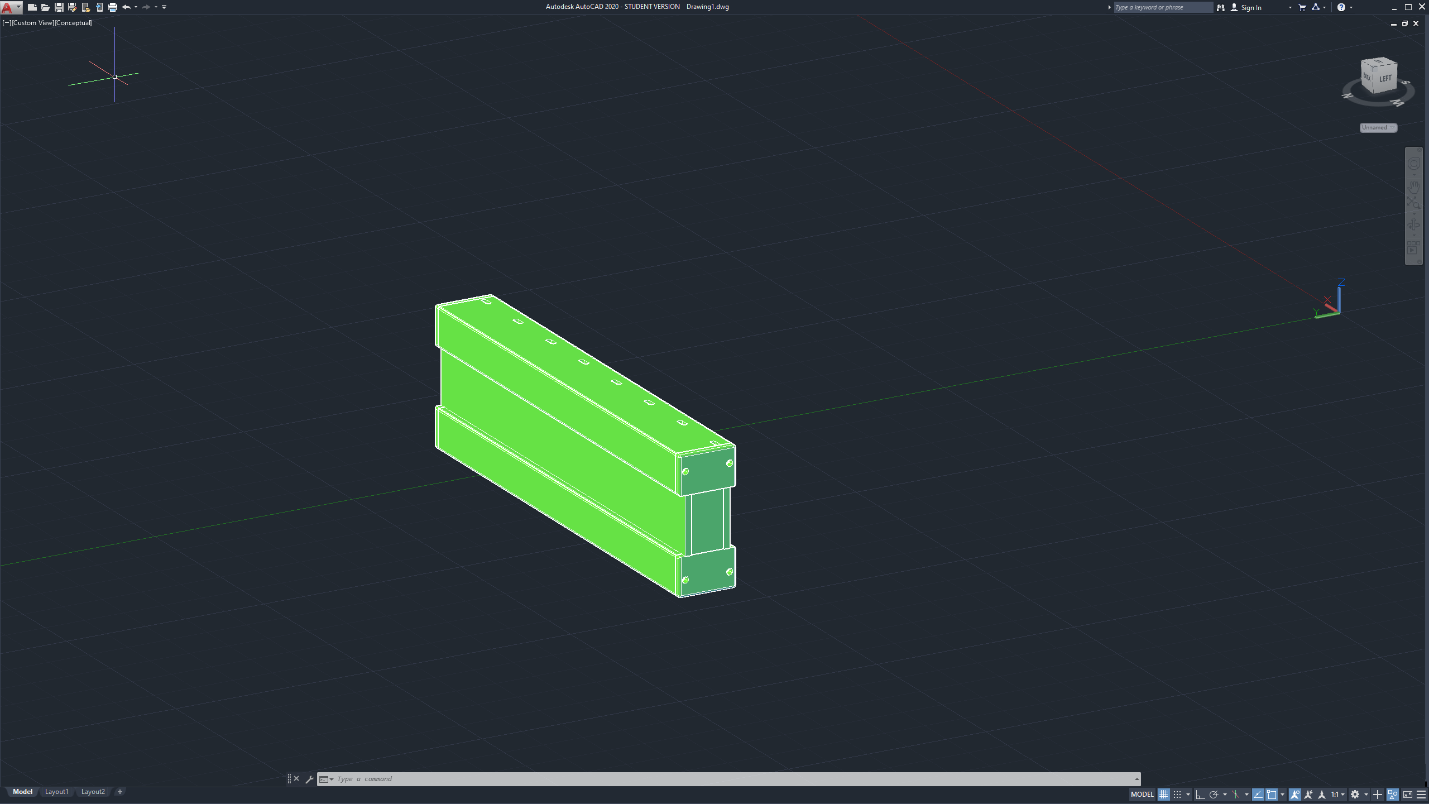 Autodesk AutoCAD 2020 - STUDENT VERSION Drawing1.dwg
Type a keyword or phrase
Sign In
[−][Custom View][Conceptual]
LEFT
N
Unnamed
Z
X
Y
Type a command
Model Layout1 Layout2 +
MODEL
1:1